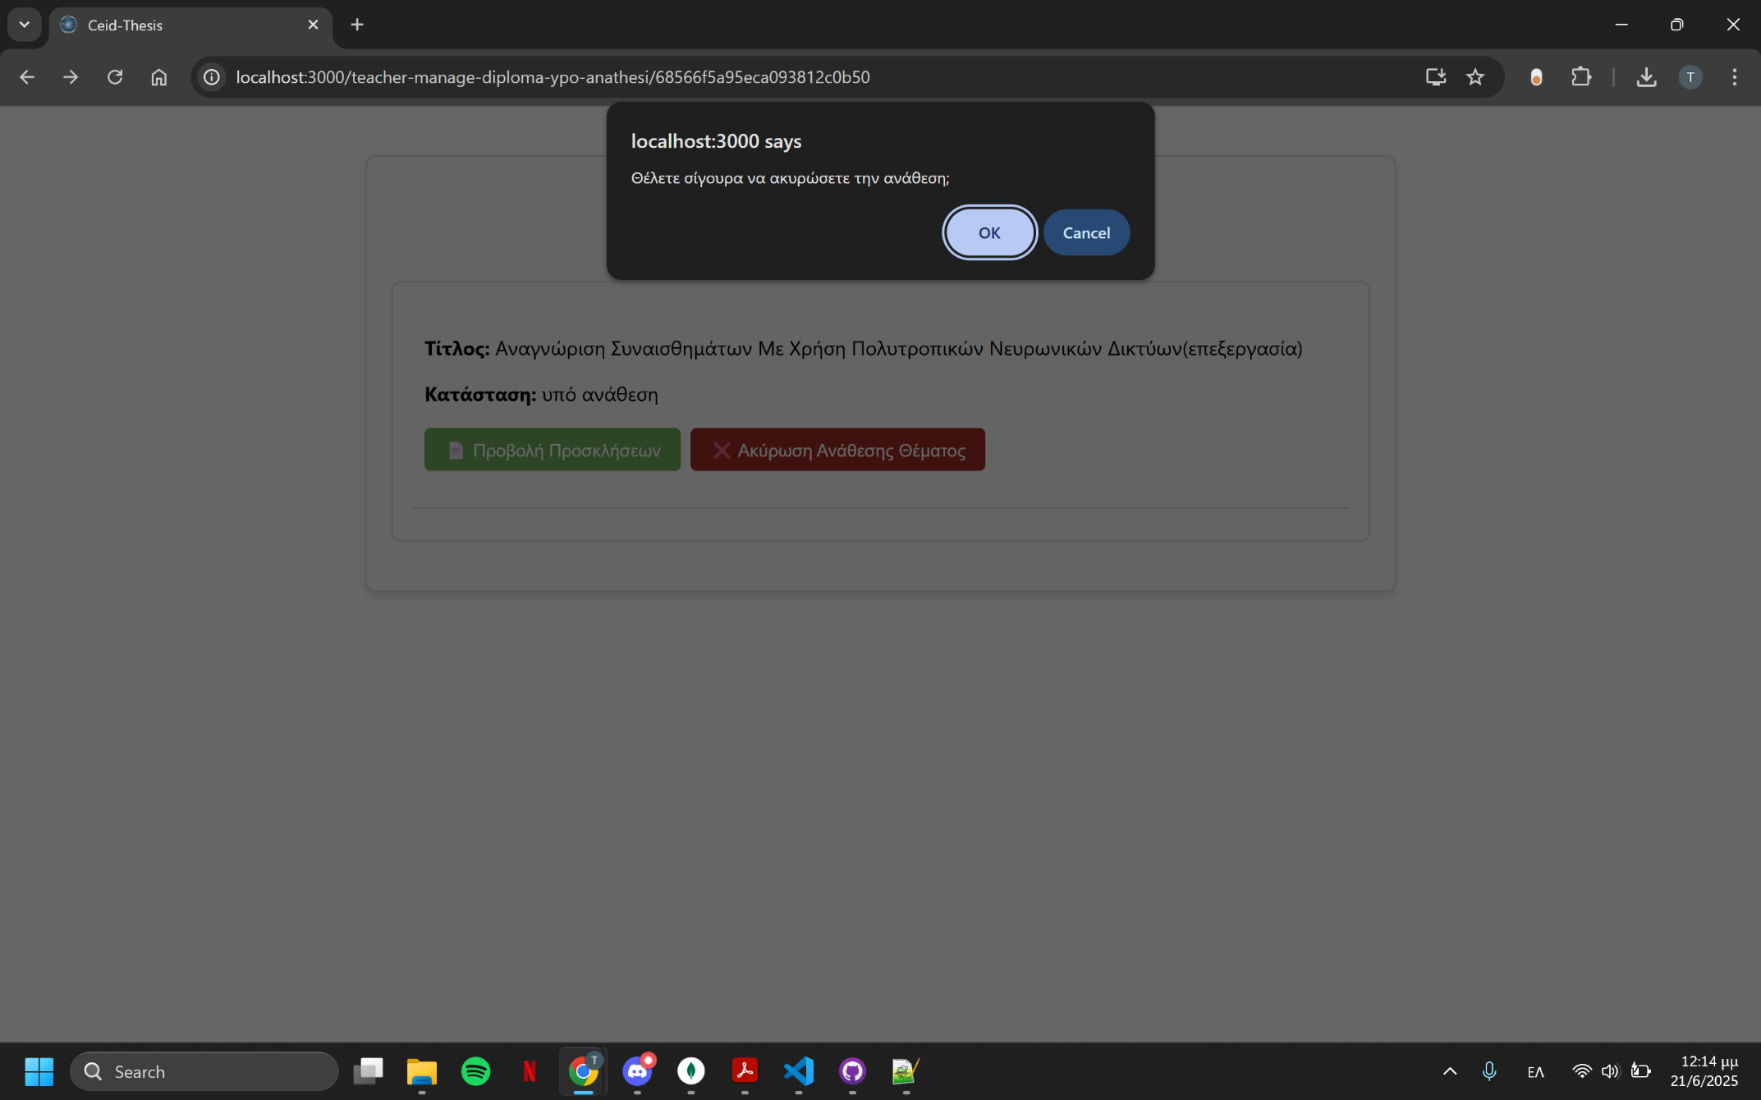 Ceid-Thesis
localhost:3000/teacher-manage-diploma-ypo-anathesi/68566f5a95eca093812c0b50
T
localhost:3000 says
Θέλετε σίγουρα να ακυρώσετε την ανάθεση;
OK
Cancel
Τίτλος: Αναγνώριση Συναισθημάτων Με Χρήση Πολυτροπικών Νευρωνικών Δικτύων(επεξεργασία)
Κατάσταση: υπό ανάθεση
Προβολή Προσκλήσεων
Ακύρωση Ανάθεσης Θέματος
Search
N
T
ΕΛ
12:14 μμ
21/6/2025